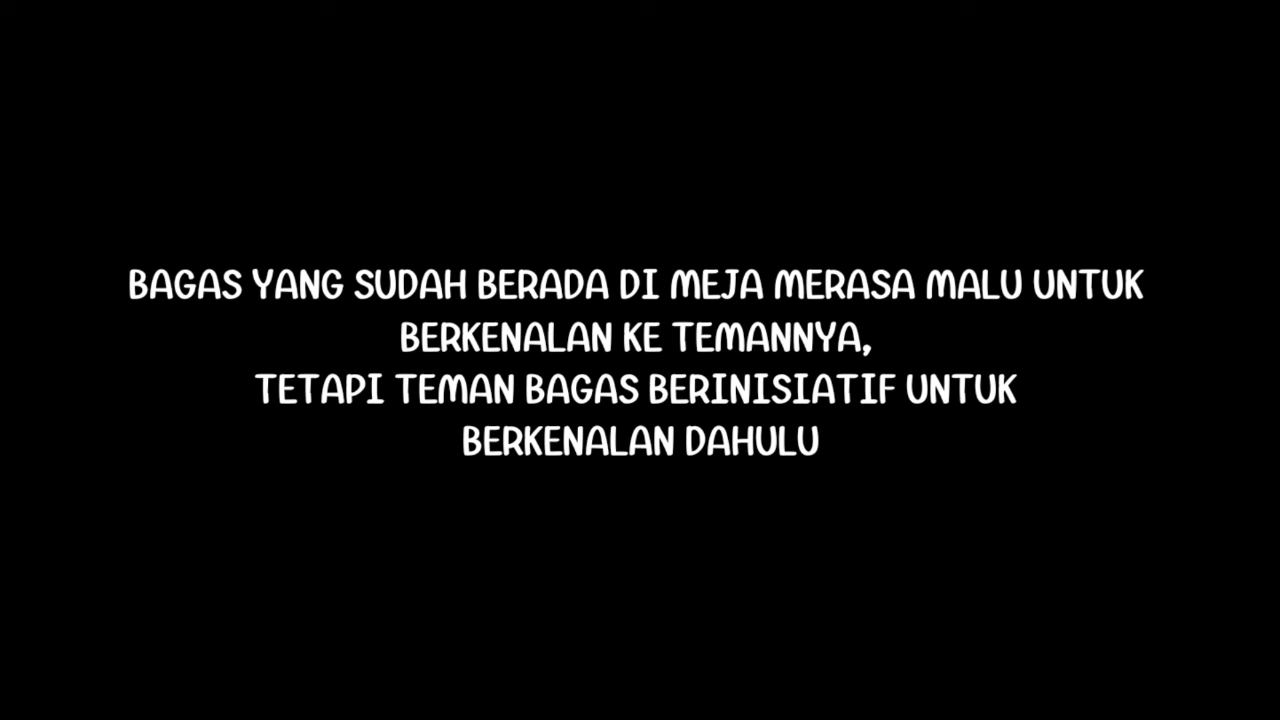 BAGAS YANG SUDAH BERADA DI MEJA MERASA MALU UNTUK
BERKENALAN KE TEMANNYA,
TETAPI TEMAN BAGAS BERINISIATIF UNTUK
BERKENALAN DAHULU